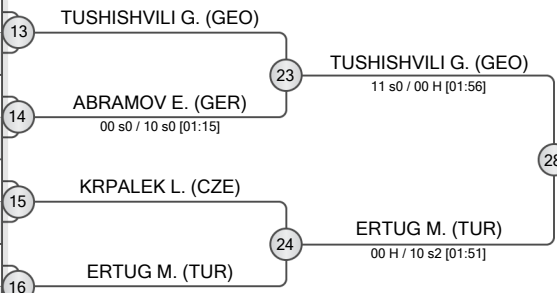 13
TUSHISHVILI G. (GEO)
23
TUSHISHVILI G. (GEO)
11 s0 / 00 H [01:56]
14
ABRAMOV E. (GER)
00 s0 / 10 s0 [01:15]
28
15
KRPALEK L. (CZE)
24
ERTUG M. (TUR)
00 H / 10 s2 [01:51]
16
ERTUG M. (TUR)